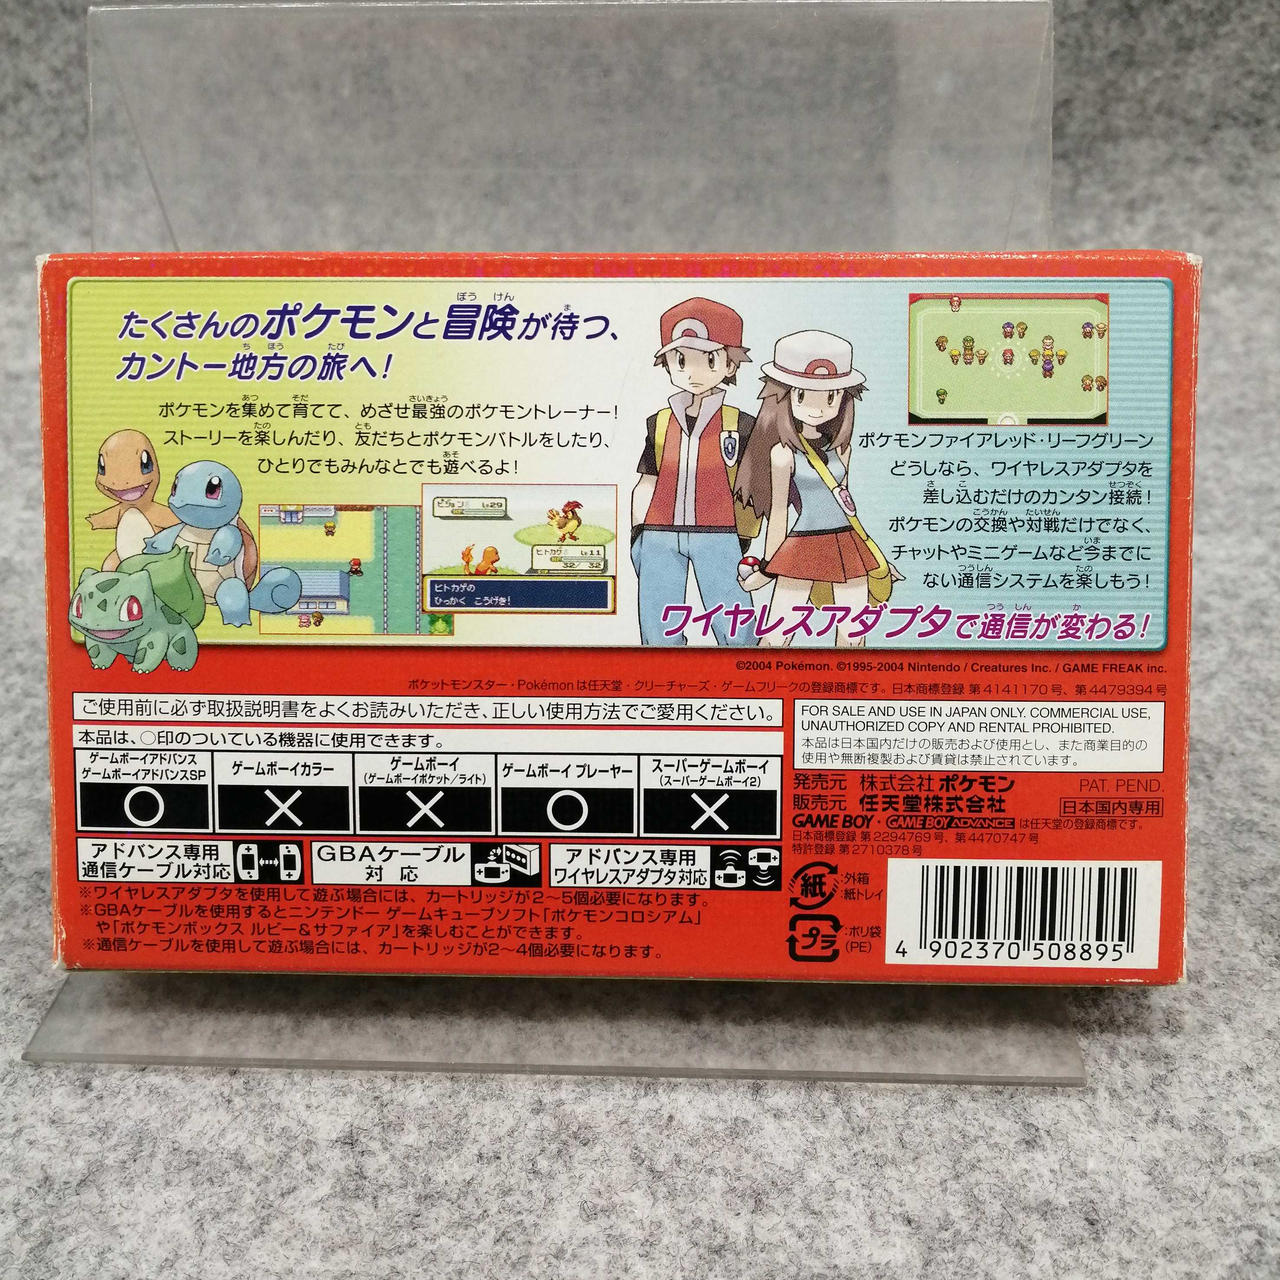 たくさんのポケモンと冒険が待つ、
カントー地方の旅へ!
ポケモンを集めて育てて、めざせ最強のポケモントレーナー!
ストーリーを楽しんだり、友だちとポケモンバトルをしたり、
ひとりでもみんなとでも遊べるよ!
ピジョン Lv29
ヒトカゲ Lv11
32/ 32
ヒトカゲの
ひっかく こうげき!
ポケモンファイアレッド・リーフグリーン
どうしなら、ワイヤレスアダプタを
差し込むだけのカンタン接続!
ポケモンの交換や対戦だけでなく、
チャットやミニゲームなど今までに
ない通信システムを楽しもう!
ワイヤレスアダプタで通信が変わる!
©2004 Pokémon. ©1995-2004 Nintendo / Creatures Inc. / GAME FREAK inc.
ポケットモンスター・Pokémonは任天堂・クリーチャーズ・ゲームフリークの登録商標です。日本商標登録 第4141170号、第4479394号
ご使用前に必ず取扱説明書をよくお読みいただき、正しい使用方法でご愛用ください。
本品は、○印のついている機器に使用できます。
ゲームボーイアドバンス
ゲームボーイアドバンスSP
ゲームボーイカラー
ゲームボーイ
(ゲームボーイポケット/ライト)
ゲームボーイ プレーヤー
スーパーゲームボーイ
(スーパーゲームボーイ2)
○ × × ○ ×
アドバンス専用
通信ケーブル対応
GBAケーブル
対応
アドバンス専用
ワイヤレスアダプタ対応
※ワイヤレスアダプタを使用して遊ぶ場合には、カートリッジが2〜5個必要になります。
※GBAケーブルを使用するとニンテンドー ゲームキューブソフト「ポケモンコロシアム」
や「ポケモンボックス ルビー&サファイア」を楽しむことができます。
※通信ケーブルを使用して遊ぶ場合には、カートリッジが2〜4個必要になります。
FOR SALE AND USE IN JAPAN ONLY. COMMERCIAL USE,
UNAUTHORIZED COPY AND RENTAL PROHIBITED.
本品は日本国内だけの販売および使用とし、また商業目的の
使用や無断複製および賃貸は禁止されています。
発売元 株式会社ポケモン PAT. PEND.
販売元 任天堂株式会社 日本国内専用
GAME BOY・GAME BOY ADVANCE は任天堂の登録商標です。
日本商標登録 第2294769号、第4470747号
特許登録 第2710378号
紙 :外箱
:紙トレイ
プラ :ポリ袋
(PE)
4 902370 508895